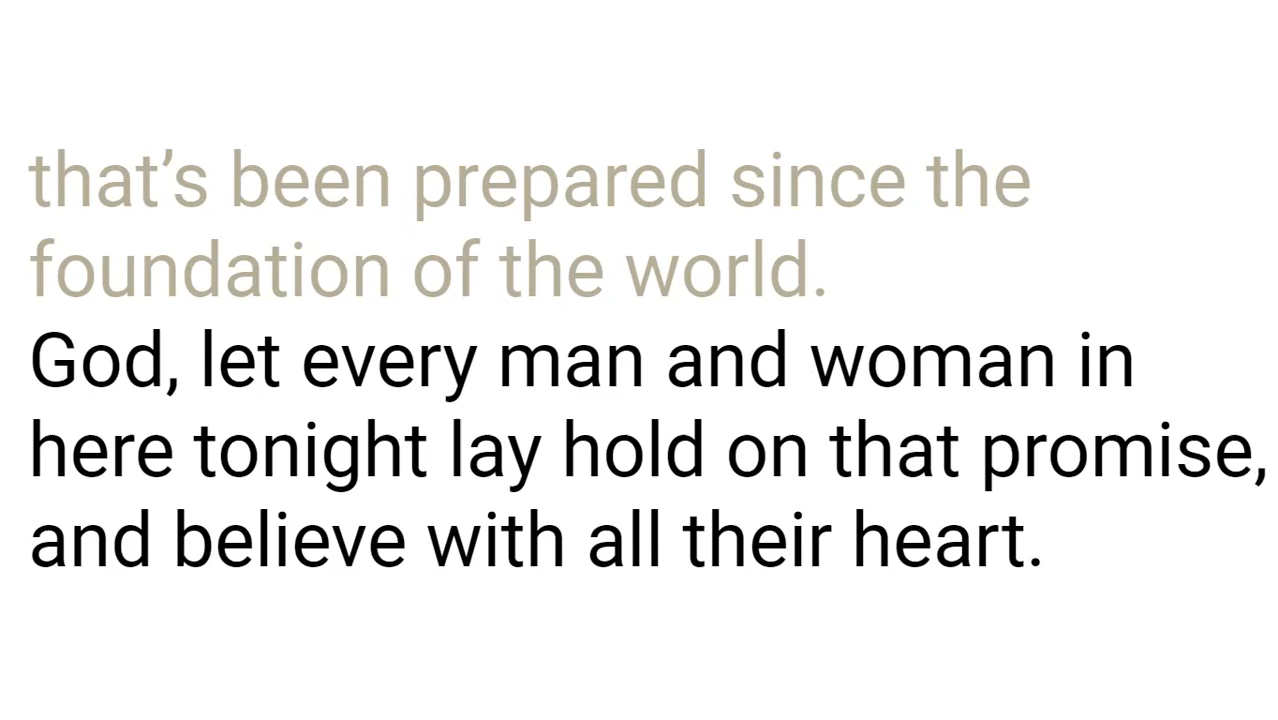 that’s been prepared since the
foundation of the world.
God, let every man and woman in
here tonight lay hold on that promise,
and believe with all their heart.